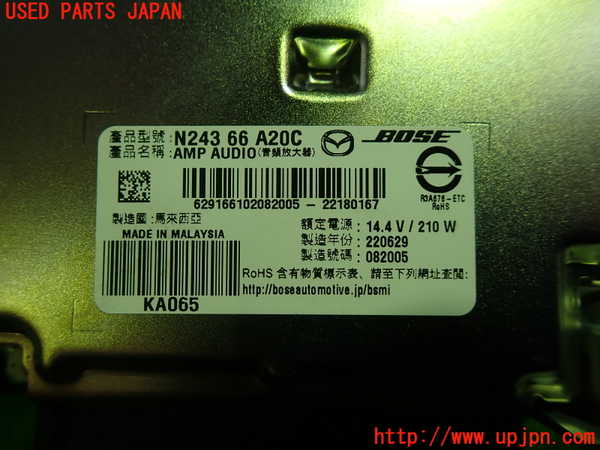 USED PARTS JAPAN
產品型號: N243 66 A20C
產品名稱: AMP AUDIO(音頻放大器)
BOSE
R3A676-ETC
RoHS
629166102082005 - 22180167
製造國: 馬來西亞
MADE IN MALAYSIA
KA065
額定電源: 14.4 V / 210 W
製造年份: 220629
製造號碼: 082005
RoHS 含有物質標示表、請至下列網址查閱:
http://boseautomotive.jp/bsmi
http://www.upjpn.com/